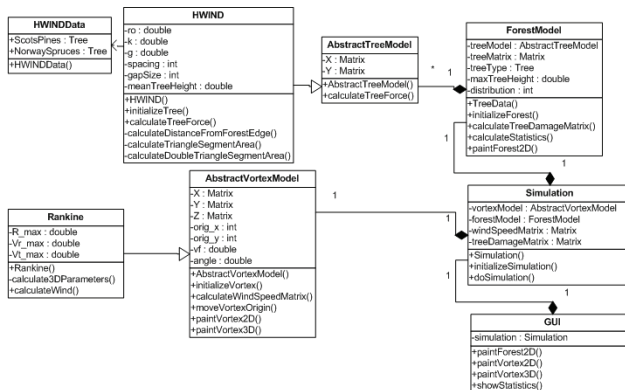 HWINDData
+ScotsPines : Tree
+NorwaySpruces : Tree
+HWINDData()
HWIND
-ro : double
-k : double
-g : double
-spacing : int
-gapSize : int
-meanTreeHeight : double
+HWIND()
+initializeTree()
+calculateTreeForce()
-calculateDistanceFromForestEdge()
-calculateTriangleSegmentArea()
-calculateDoubleTriangleSegmentArea()
AbstractTreeModel
-X : Matrix
-Y : Matrix
+AbstractTreeModel()
+calculateTreeForce()
*
1
ForestModel
-treeModel : AbstractTreeModel
-treeMatrix : Matrix
-treeType : Tree
-maxTreeHeight : double
-distribution : int
+TreeData()
+initializeForest()
+calculateTreeDamageMatrix()
+calculateStatistics()
+paintForest2D()
1
1
Rankine
-R_max : double
-Vr_max : double
-Vt_max : double
+Rankine()
-calculate3DParameters()
+calculateWind()
AbstractVortexModel
-X : Matrix
-Y : Matrix
-Z : Matrix
-orig_x : int
-orig_y : int
-vf : double
-angle : double
+AbstractVortexModel()
+initializeVortex()
+calculateWindSpeedMatrix()
+moveVortexOrigin()
+paintVortex2D()
+paintVortex3D()
1
1
Simulation
-vortexModel : AbstractVortexModel
-forestModel : ForestModel
-windSpeedMatrix : Matrix
-treeDamageMatrix : Matrix
+Simulation()
+initializeSimulation()
+doSimulation()
1
1
GUI
-simulation : Simulation
+paintForest2D()
+paintVortex2D()
+paintVortex3D()
+showStatistics()